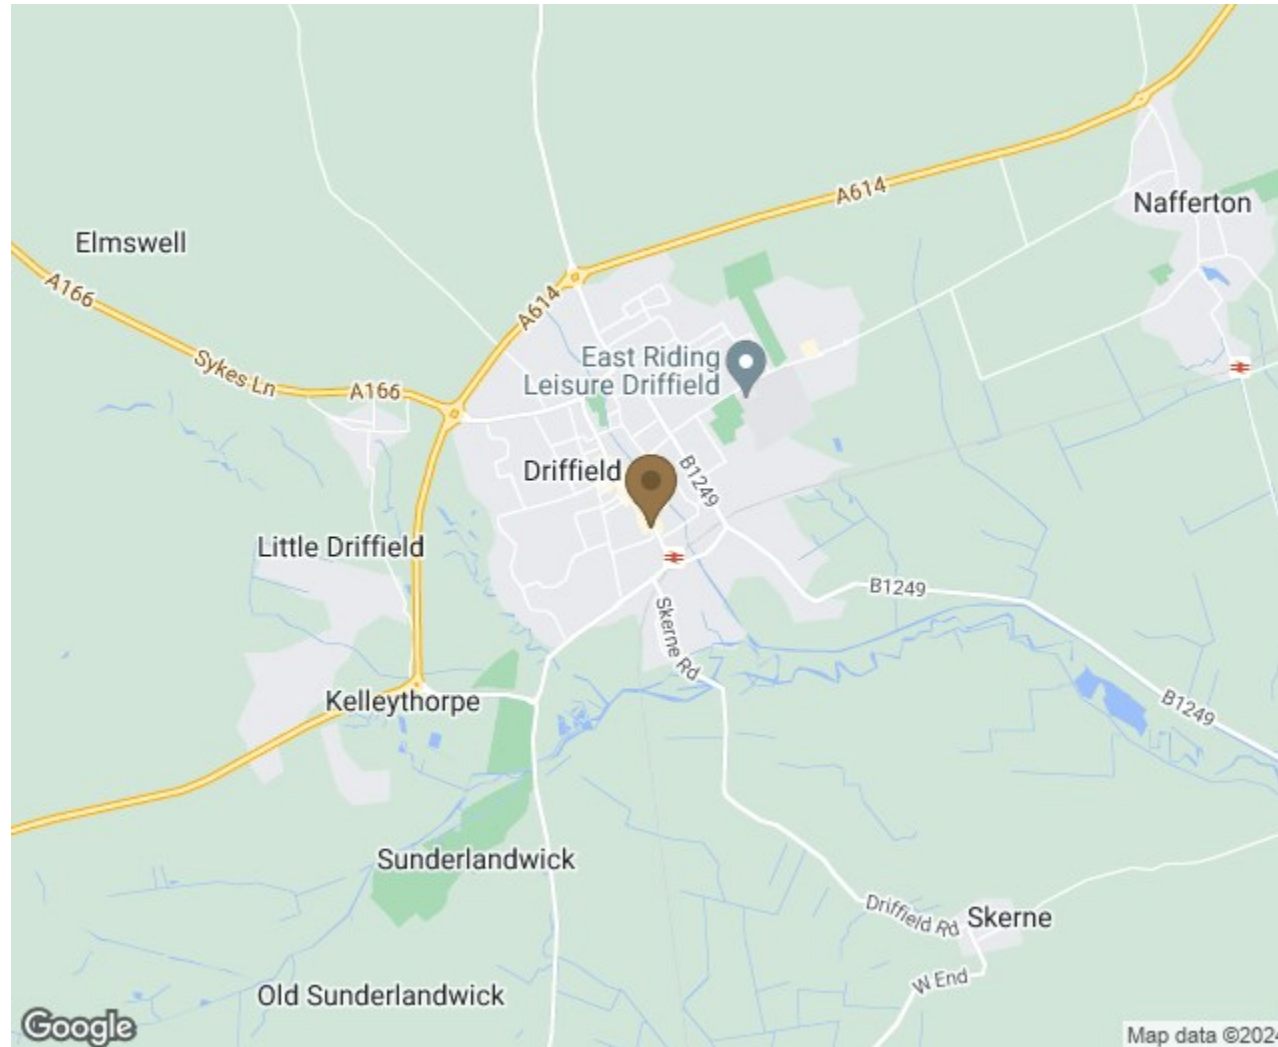 A614
Nafferton
Elmswell
A166
A614
Sykes Ln
A166
East Riding
Leisure Driffield
Driffield
B1249
Little Driffield
B1249
Skerne Rd
Kelleythorpe
B1249
Sunderlandwick
Driffield Rd
Skerne
W End
Old Sunderlandwick
Google
Map data ©2024